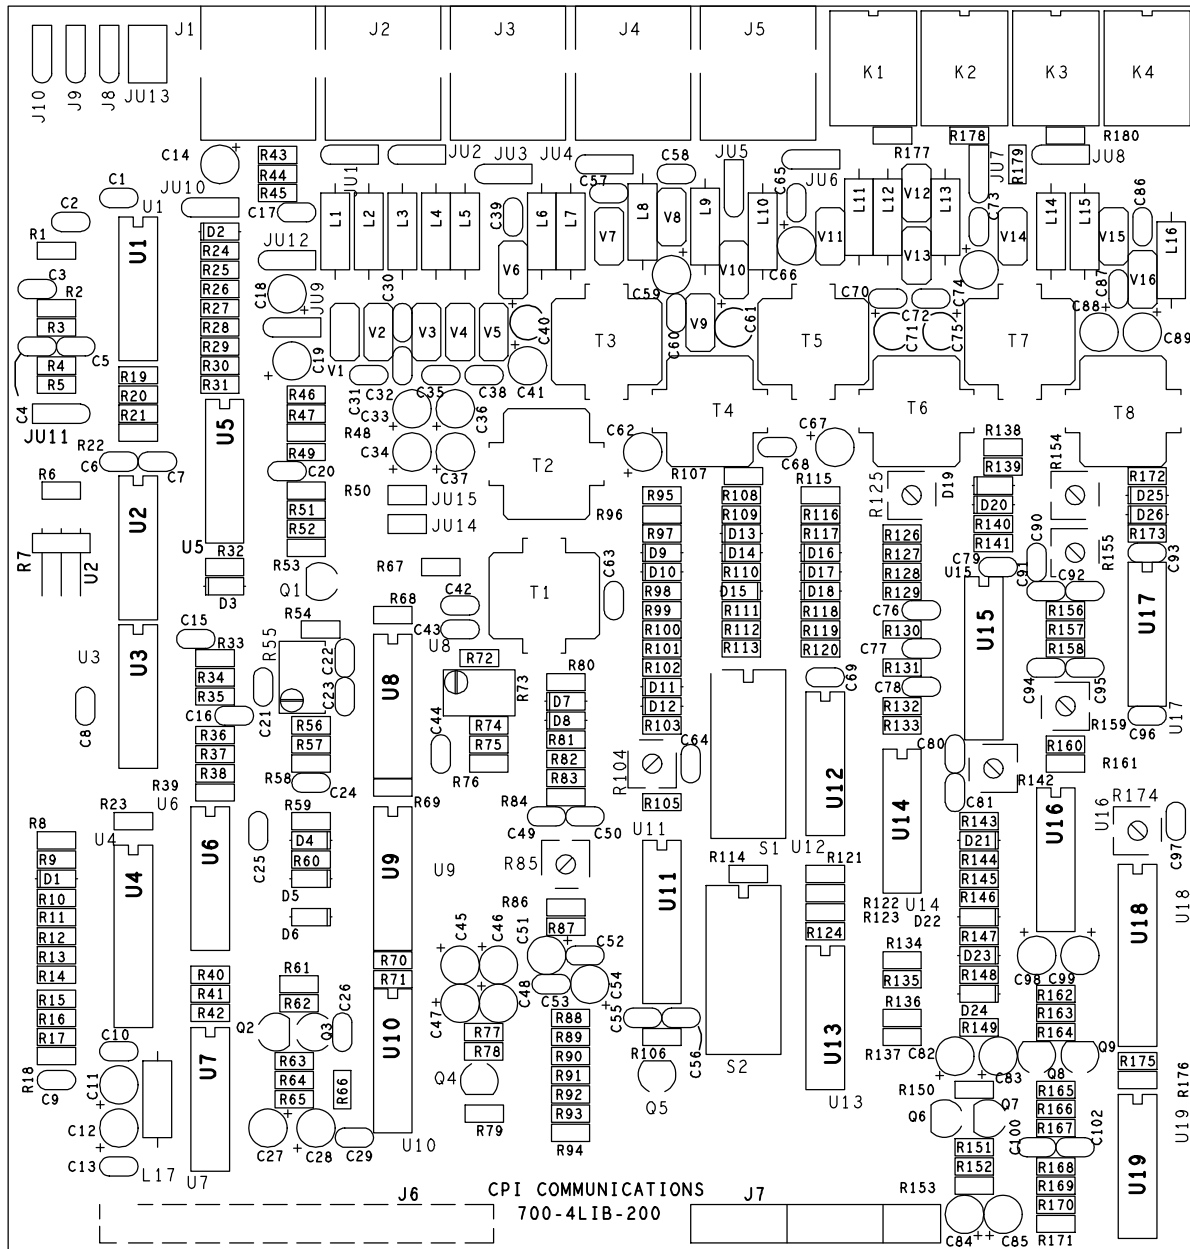 J1
J2
J3
J4
J5
J10
J9
J8
JU13
K1
K2
K3
K4
R178
R180
C14
R43
R44
R45
JU1
JU2
JU3
JU4
C57
C58
JU5
C65
JU6
R177
JU7
R179
JU8
C1
C2
U1
JU10
C17
L1
L2
L3
L4
L5
C39
L6
L7
L8
V8
L9
L10
L11
L12
V12
L13
C73
L14
L15
C86
L16
R1
U1
D2
R24
R25
R26
R27
R28
R29
R30
R31
JU12
C30
V6
V7
V10
C66
V11
V13
V14
V15
V16
C3
R2
R3
R4
R5
C5
C4
JU11
C18
JU9
C19
V1
V2
V3
V4
V5
C40
C41
T3
C59
C60
V9
C61
T5
C70
C72
C71
C74
C75
T7
C87
C88
C89
R19
R20
R21
R22
U5
R46
R47
R48
R49
C31
C32
C33
C34
C35
C36
C37
C38
T2
C62
T4
C67
C68
T6
T8
R138
R139
R154
C6
C7
R6
C20
R50
JU15
JU14
R96
R107
R95
R108
R115
R125
D19
R172
D25
D26
R173
U2
R7
U2
U5
R51
R52
R53
R32
D3
Q1
R67
T1
C63
R97
D9
D10
R98
R99
R100
R101
R102
D11
D12
R103
R109
D13
D14
R110
D15
R111
R112
R113
R116
R117
D16
D17
D18
R118
R119
R120
R126
R127
R128
R129
C76
R130
C77
R131
C78
R132
R133
D20
R140
R141
C79
U15
U15
C90
C91
R155
C92
C93
R156
R157
R158
C94
C95
R159
U17
U17
C96
U3
U3
C15
R33
R34
R35
C16
R36
R37
R38
R39
R54
R55
C22
C23
C21
R68
C42
C43
U8
U8
R72
R73
R56
R57
R58
C24
C8
C44
R74
R75
R76
R80
D7
D8
R81
R82
R83
R84
C49
C50
R104
C64
R105
C69
U12
U14
C80
C81
R142
R160
R161
U16
U16
R174
C97
R23
U4
U6
R8
R9
D1
R10
R11
R12
R13
R14
R15
R16
R17
R18
U4
U6
C25
R59
D4
R60
D5
D6
R69
U9
U9
R85
U11
U11
R114
S1
U12
R121
R122
R123
R124
U14
D22
R143
D21
R144
R145
R146
R147
D23
R148
D24
R149
U18
U18
R86
R87
C51
C52
C53
C54
C45
C46
C47
C48
R70
R71
R40
R41
R42
R61
R62
C26
Q2
Q3
U10
R77
R78
Q4
R79
R88
R89
R90
R91
R92
R93
R94
C55
R106
C56
Q5
S2
U13
U13
R134
R135
R136
R137
C82
C83
C98
C99
R162
R163
R164
Q8
Q9
R175
R176
C10
C11
C9
C12
C13
L17
U7
U7
R63
R64
R65
R66
C27
C28
C29
U10
R150
Q6
Q7
R151
R152
R153
C84
C85
C100
C102
R165
R166
R167
R168
R169
R170
R171
U19
U19
J6
CPI COMMUNICATIONS
700-4LIB-200
J7